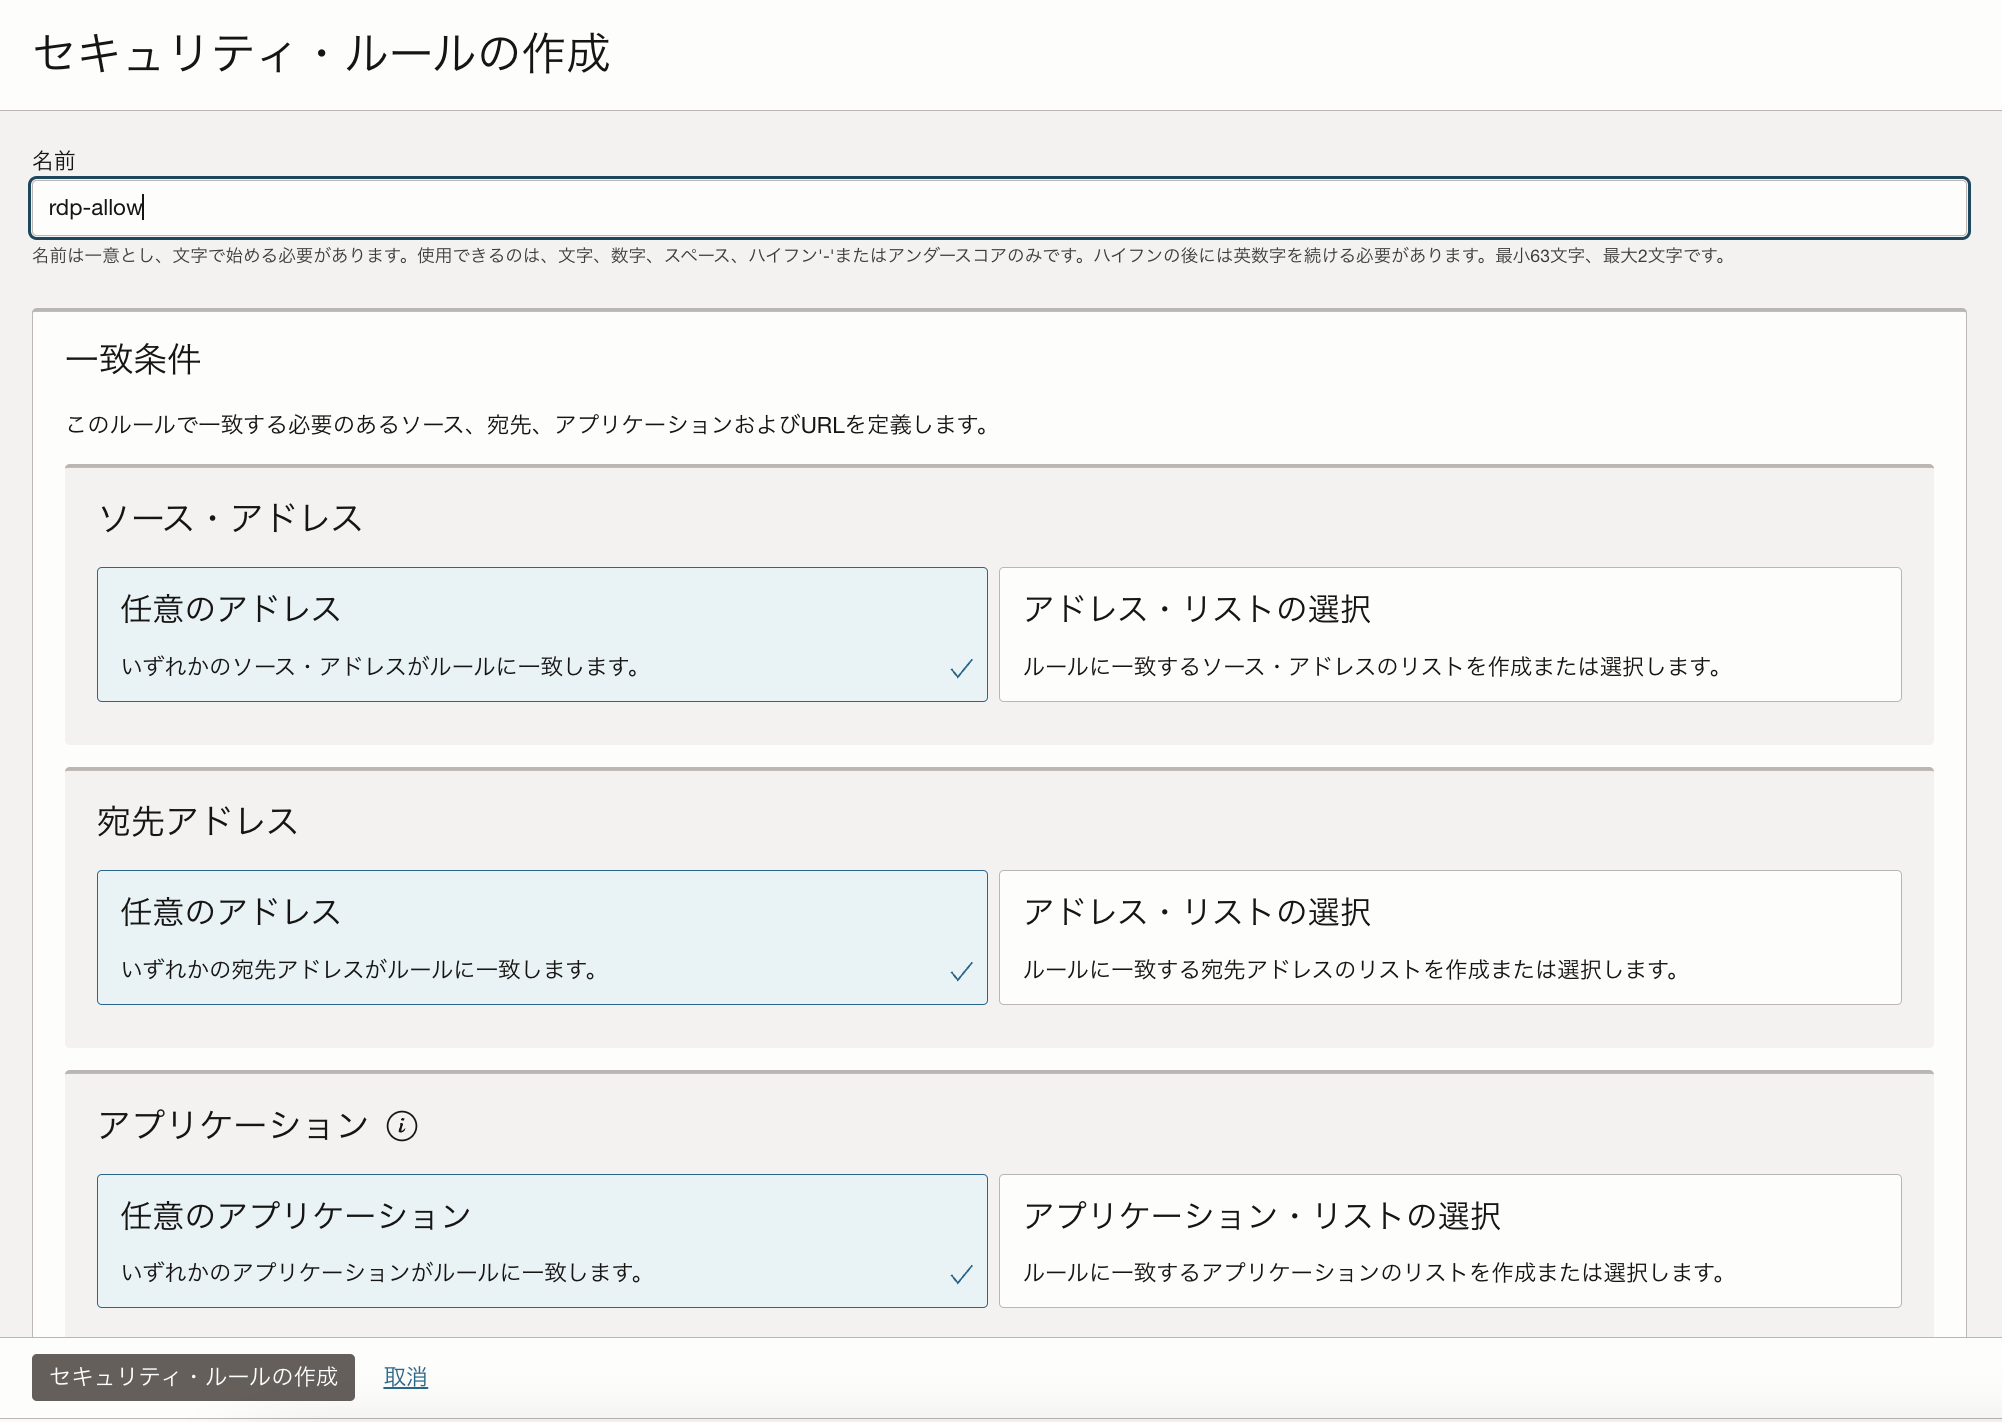 セキュリティ・ルールの作成
名前
rdp-allow
名前は一意とし、文字で始める必要があります。使用できるのは、文字、数字、スペース、ハイフン'-'またはアンダースコアのみです。ハイフンの後には英数字を続ける必要があります。最小63文字、最大2文字です。
一致条件
このルールで一致する必要のあるソース、宛先、アプリケーションおよびURLを定義します。
ソース・アドレス
任意のアドレス
いずれかのソース・アドレスがルールに一致します。
アドレス・リストの選択
ルールに一致するソース・アドレスのリストを作成または選択します。
宛先アドレス
任意のアドレス
いずれかの宛先アドレスがルールに一致します。
アドレス・リストの選択
ルールに一致する宛先アドレスのリストを作成または選択します。
アプリケーション
任意のアプリケーション
いずれかのアプリケーションがルールに一致します。
アプリケーション・リストの選択
ルールに一致するアプリケーションのリストを作成または選択します。
セキュリティ・ルールの作成
取消